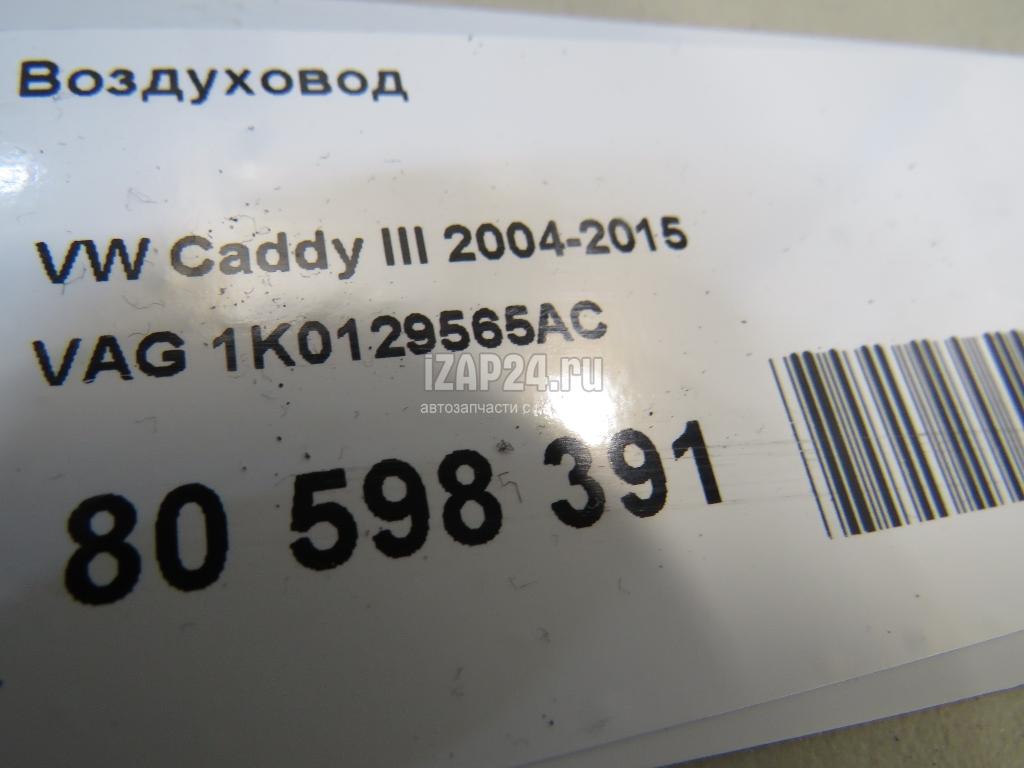 Воздуховод
VW Caddy III 2004-2015
VAG 1K0129565AC
iZAP24.ru
автозапчасти с
80 598 391